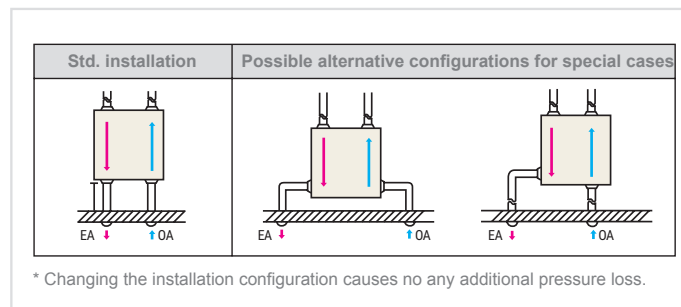 Std. installation
Possible alternative configurations for special cases
EA OA
EA OA
EA OA
* Changing the installation configuration causes no any additional pressure loss.